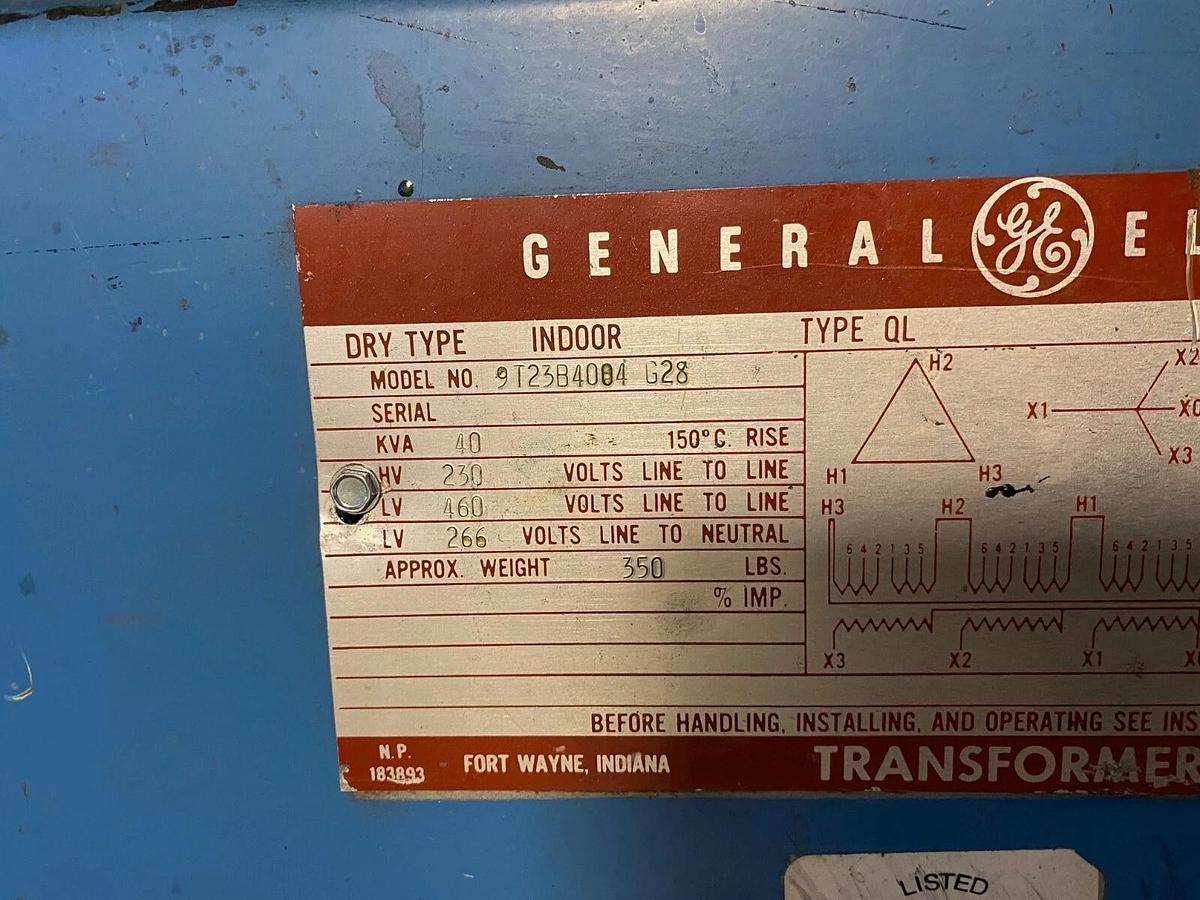 GENERAL GE EL
DRY TYPE INDOOR TYPE QL
MODEL NO. 9T23B4004 G28
SERIAL
KVA 40 150°C. RISE
HV 230 VOLTS LINE TO LINE
LV 460 VOLTS LINE TO LINE
LV 266 VOLTS LINE TO NEUTRAL
APPROX. WEIGHT 350 LBS.
% IMP.
H2
H1 H3
X2
X1 X0
X3
H3 H2 H1
6 4 2 1 3 5 6 4 2 1 3 5 6 4 2 1 3 5
X3 X2 X1 X0
BEFORE HANDLING, INSTALLING, AND OPERATING SEE INS
N.P.
183893
FORT WAYNE, INDIANA
TRANSFORMER
LISTED